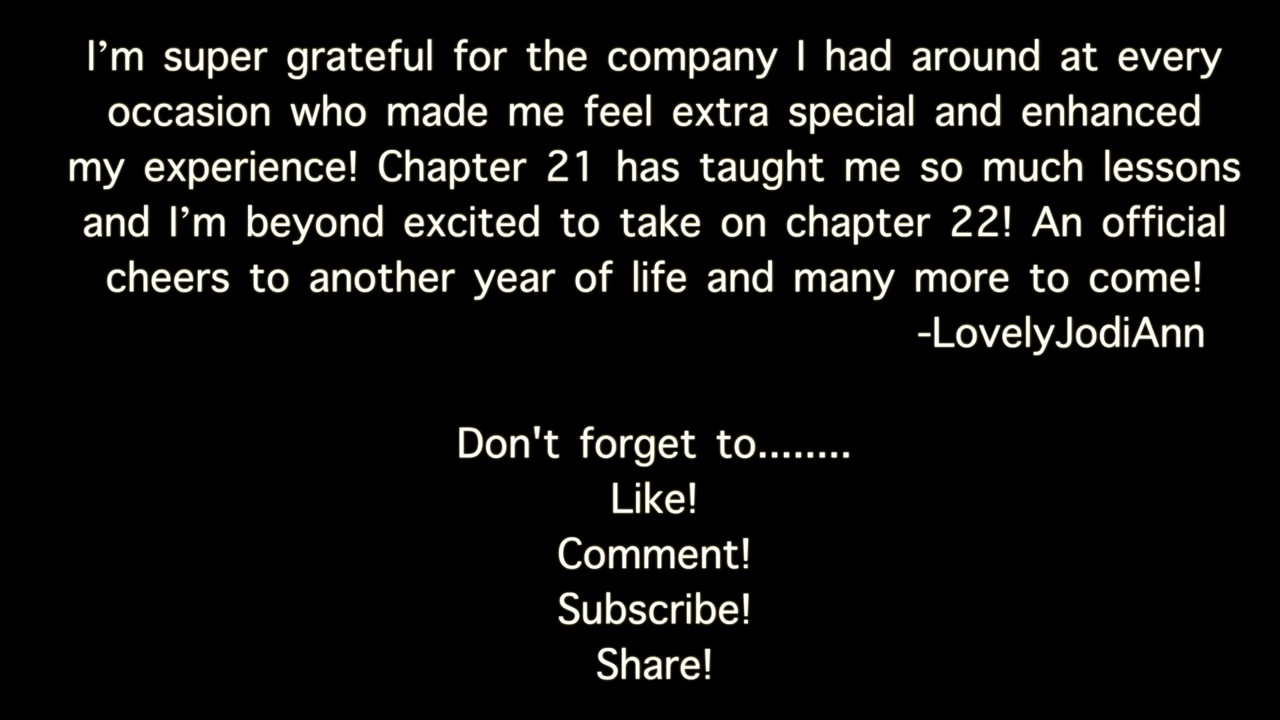 I’m super grateful for the company I had around at every
occasion who made me feel extra special and enhanced
my experience! Chapter 21 has taught me so much lessons
and I’m beyond excited to take on chapter 22! An official
cheers to another year of life and many more to come!
-LovelyJodiAnn
Don't forget to........
Like!
Comment!
Subscribe!
Share!